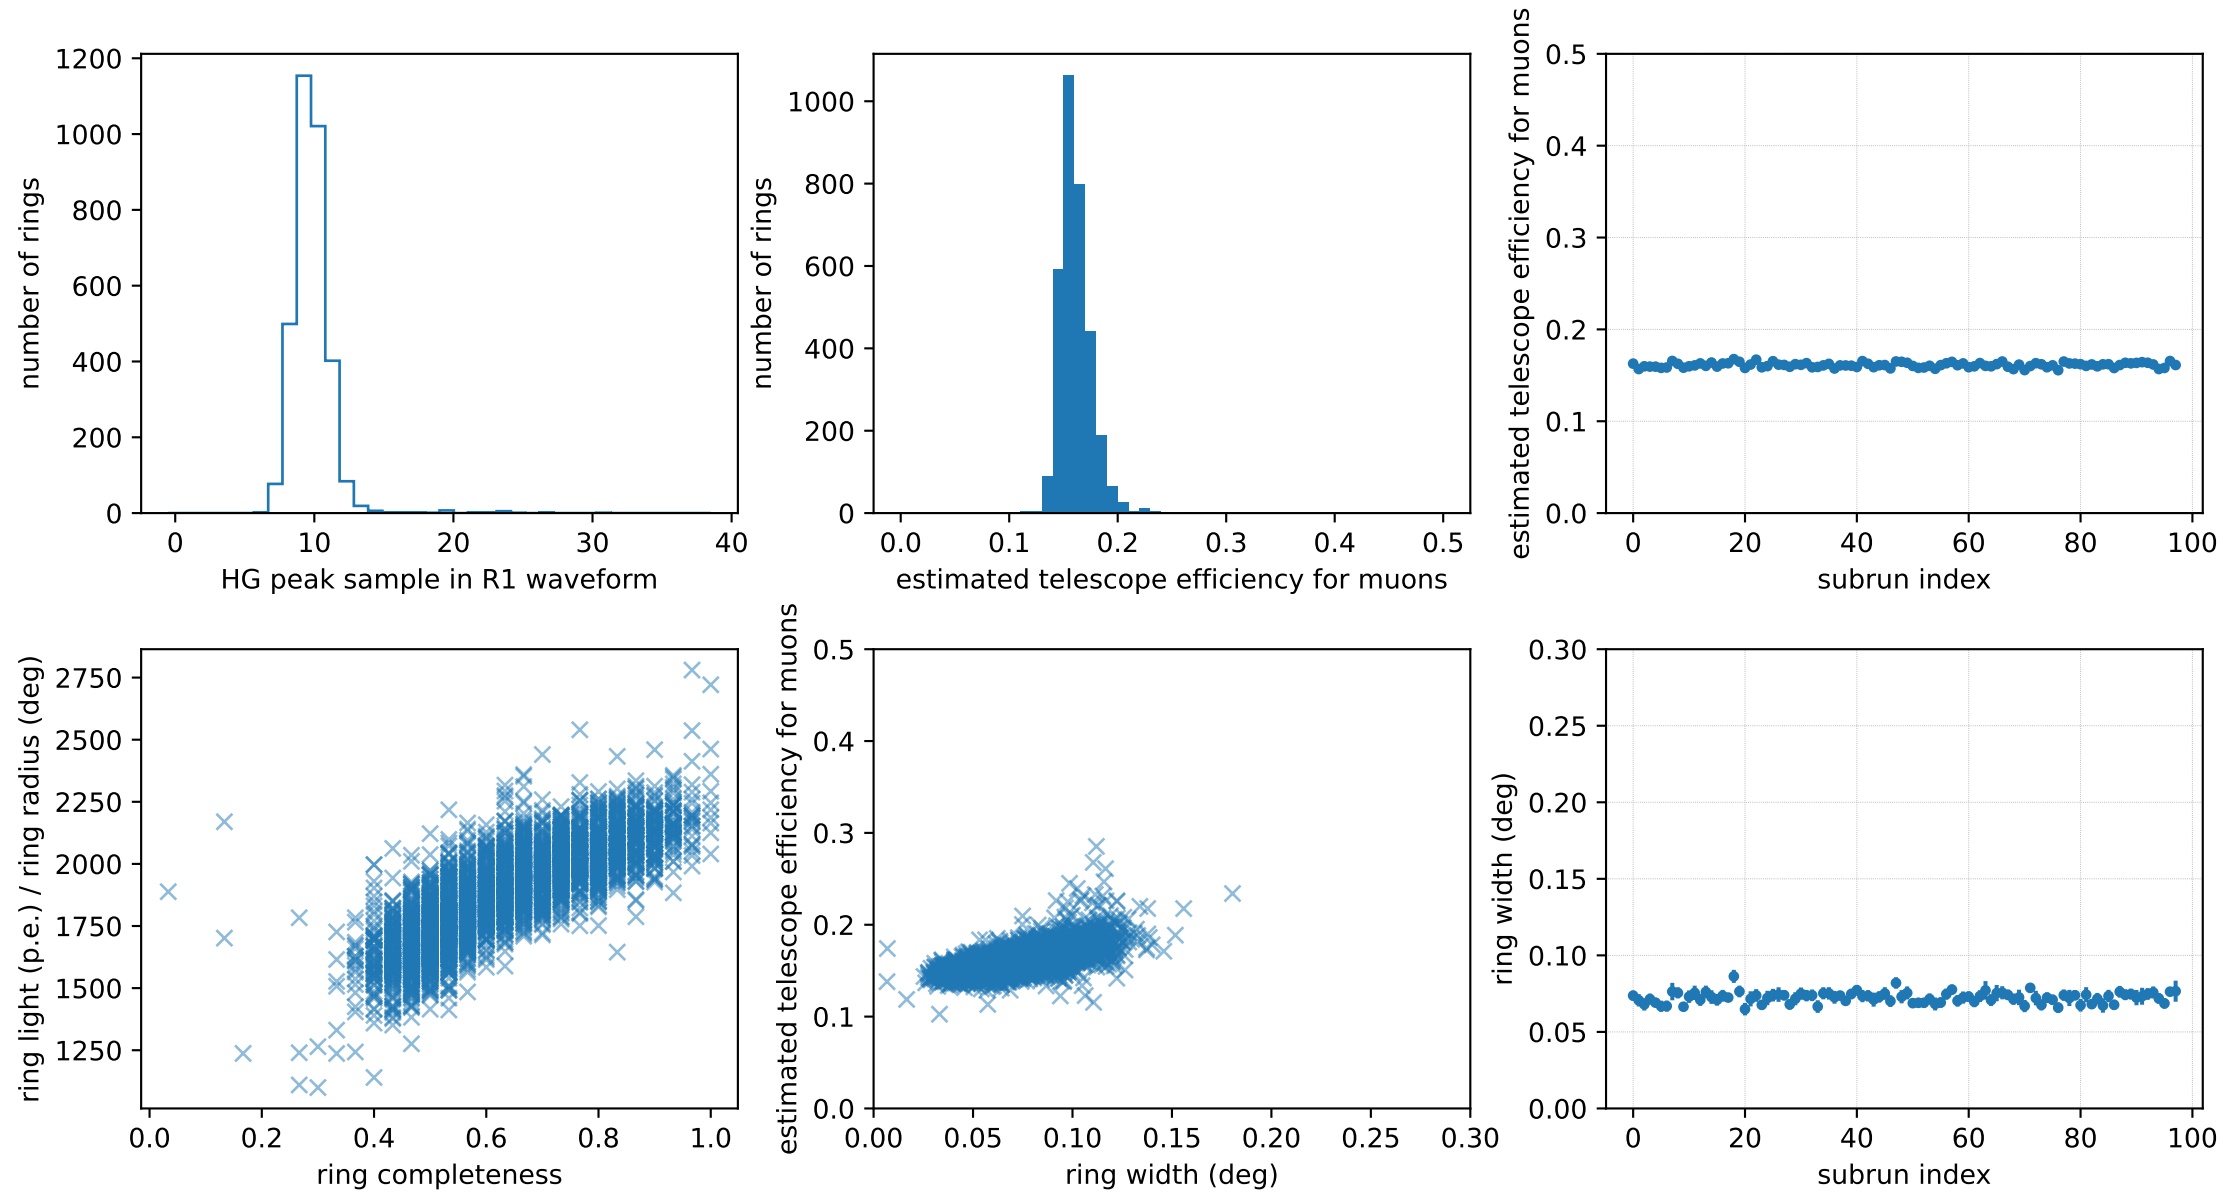 1200
1000
800
600
400
200
0
number of rings
0 10 20 30 40
HG peak sample in R1 waveform
1000
800
600
400
200
0
number of rings
0.0 0.1 0.2 0.3 0.4 0.5
estimated telescope efficiency for muons
0.5
0.4
0.3
0.2
0.1
0.0
estimated telescope efficiency for muons
0 20 40 60 80 100
subrun index
2750
2500
2250
2000
1750
1500
1250
ring light (p.e.) / ring radius (deg)
0.0 0.2 0.4 0.6 0.8 1.0
ring completeness
0.5
0.4
0.3
0.2
0.1
0.0
estimated telescope efficiency for muons
0.00 0.05 0.10 0.15 0.20 0.25 0.30
ring width (deg)
0.30
0.25
0.20
0.15
0.10
0.05
0.00
ring width (deg)
0 20 40 60 80 100
subrun index